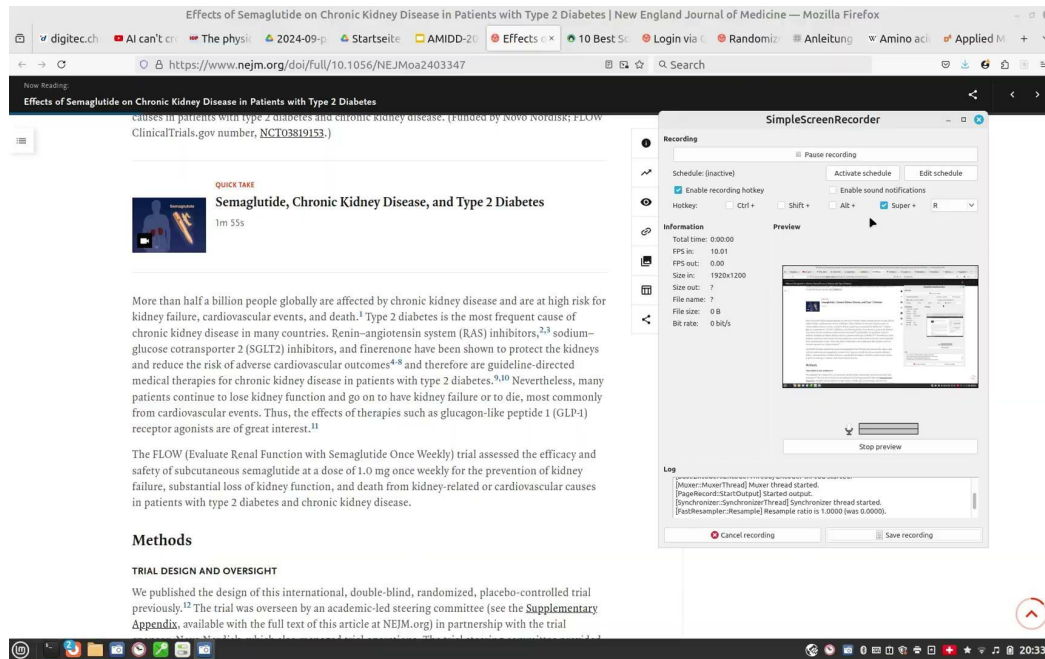 Effects of Semaglutide on Chronic Kidney Disease in Patients with Type 2 Diabetes | New England Journal of Medicine — Mozilla Firefox
digitec.ch
AI can't cr
The physi
2024-09-p
Startseite
AMIDD-20
Effects o
10 Best Sc
Login via
Randomiz
Anleitung
Amino aci
Applied M
https://www.nejm.org/doi/full/10.1056/NEJMoa2403347
Search
Now Reading:
Effects of Semaglutide on Chronic Kidney Disease in Patients with Type 2 Diabetes
causes in patients with type 2 diabetes and chronic kidney disease. (Funded by Novo Nordisk; FLOW
ClinicalTrials.gov number, NCT03819153.)
QUICK TAKE
Semaglutide, Chronic Kidney Disease, and Type 2 Diabetes
1m 55s
More than half a billion people globally are affected by chronic kidney disease and are at high risk for
kidney failure, cardiovascular events, and death.1 Type 2 diabetes is the most frequent cause of
chronic kidney disease in many countries. Renin–angiotensin system (RAS) inhibitors,2,3 sodium–
glucose cotransporter 2 (SGLT2) inhibitors, and finerenone have been shown to protect the kidneys
and reduce the risk of adverse cardiovascular outcomes4-8 and therefore are guideline-directed
medical therapies for chronic kidney disease in patients with type 2 diabetes.9,10 Nevertheless, many
patients continue to lose kidney function and go on to have kidney failure or to die, most commonly
from cardiovascular events. Thus, the effects of therapies such as glucagon-like peptide 1 (GLP-1)
receptor agonists are of great interest.11
The FLOW (Evaluate Renal Function with Semaglutide Once Weekly) trial assessed the efficacy and
safety of subcutaneous semaglutide at a dose of 1.0 mg once weekly for the prevention of kidney
failure, substantial loss of kidney function, and death from kidney-related or cardiovascular causes
in patients with type 2 diabetes and chronic kidney disease.
Methods
TRIAL DESIGN AND OVERSIGHT
We published the design of this international, double-blind, randomized, placebo-controlled trial
previously.12 The trial was overseen by an academic-led steering committee (see the Supplementary
Appendix, available with the full text of this article at NEJM.org) in partnership with the trial
SimpleScreenRecorder
Recording
Pause recording
Schedule: (inactive)
Activate schedule
Edit schedule
Enable recording hotkey
Enable sound notifications
Hotkey:
Ctrl +
Shift +
Alt +
Super +
R
Information
Preview
Total time: 0:00:00
FPS in: 10.01
FPS out: 0.00
Size in: 1920x1200
Size out: ?
File name: ?
File size: 0 B
Bit rate: 0 bit/s
Stop preview
Log
[Muxer::MuxerThread] Muxer thread started.
[PageRecord::StartOutput] Started output.
[Synchronizer::SynchronizerThread] Synchronizer thread started.
[FastResampler::Resample] Resample ratio is 1.0000 (was 0.0000).
Cancel recording
Save recording
20:33